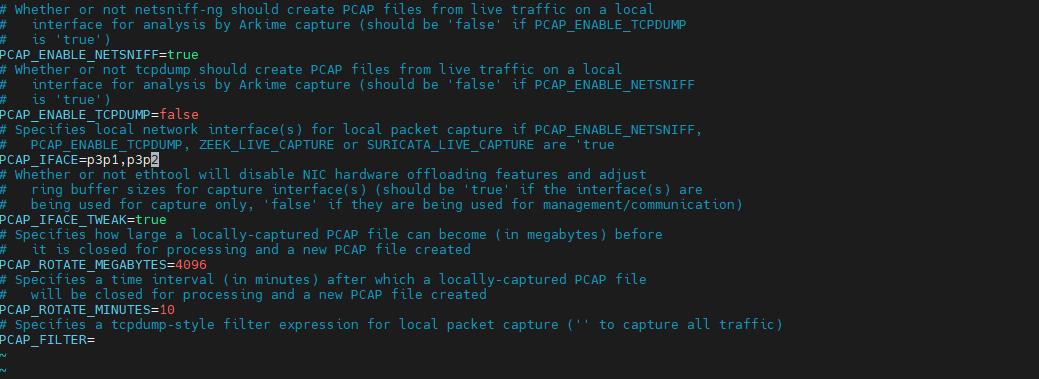 # Whether or not netsniff-ng should create PCAP files from live traffic on a local
#   interface for analysis by Arkime capture (should be 'false' if PCAP_ENABLE_TCPDUMP
#   is 'true')
PCAP_ENABLE_NETSNIFF=true
# Whether or not tcpdump should create PCAP files from live traffic on a local
#   interface for analysis by Arkime capture (should be 'false' if PCAP_ENABLE_NETSNIFF
#   is 'true')
PCAP_ENABLE_TCPDUMP=false
# Specifies local network interface(s) for local packet capture if PCAP_ENABLE_NETSNIFF,
#   PCAP_ENABLE_TCPDUMP, ZEEK_LIVE_CAPTURE or SURICATA_LIVE_CAPTURE are 'true
PCAP_IFACE=p3p1,p3p2
# Whether or not ethtool will disable NIC hardware offloading features and adjust
#   ring buffer sizes for capture interface(s) (should be 'true' if the interface(s) are
#   being used for capture only, 'false' if they are being used for management/communication)
PCAP_IFACE_TWEAK=true
# Specifies how large a locally-captured PCAP file can become (in megabytes) before
#   it is closed for processing and a new PCAP file created
PCAP_ROTATE_MEGABYTES=4096
# Specifies a time interval (in minutes) after which a locally-captured PCAP file
#   will be closed for processing and a new PCAP file created
PCAP_ROTATE_MINUTES=10
# Specifies a tcpdump-style filter expression for local packet capture ('' to capture all traffic)
PCAP_FILTER=
~
~